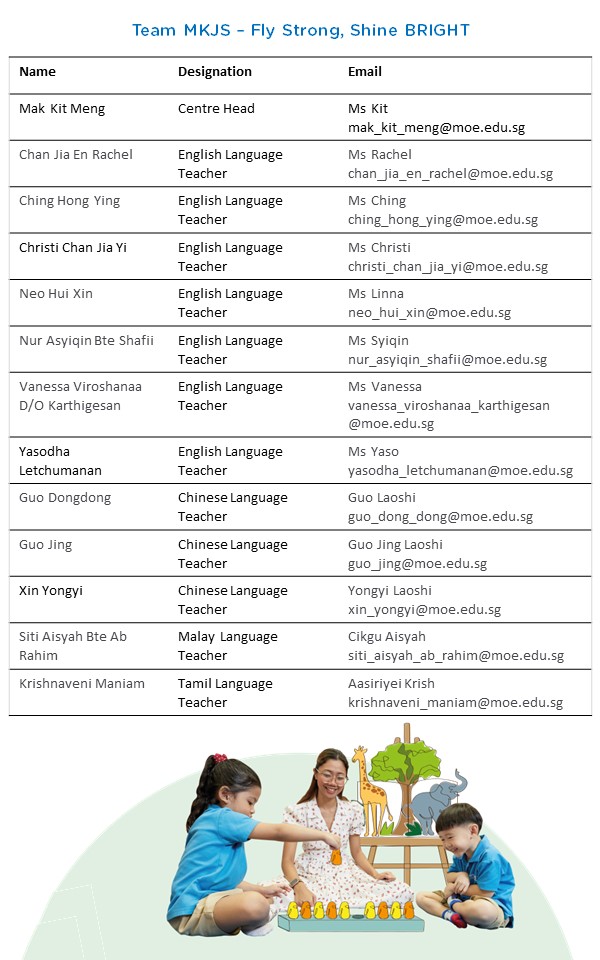 Team MKJS – Fly Strong, Shine BRIGHT
Name Designation Email
Mak Kit Meng Centre Head Ms Kit
mak_kit_meng@moe.edu.sg
Chan Jia En Rachel English Language Ms Rachel
Teacher chan_jia_en_rachel@moe.edu.sg
Ching Hong Ying English Language Ms Ching
Teacher ching_hong_ying@moe.edu.sg
Christi Chan Jia Yi English Language Ms Christi
Teacher christi_chan_jia_yi@moe.edu.sg
Neo Hui Xin English Language Ms Linna
Teacher neo_hui_xin@moe.edu.sg
Nur Asyiqin Bte Shafii English Language Ms Syiqin
Teacher nur_asyiqin_shafii@moe.edu.sg
Vanessa Viroshanaa English Language Ms Vanessa
D/O Karthigesan Teacher vanessa_viroshanaa_karthigesan
@moe.edu.sg
Yasodha English Language Ms Yaso
Letchumanan Teacher yasodha_letchumanan@moe.edu.sg
Guo Dongdong Chinese Language Guo Laoshi
Teacher guo_dong_dong@moe.edu.sg
Guo Jing Chinese Language Guo Jing Laoshi
Teacher guo_jing@moe.edu.sg
Xin Yongyi Chinese Language Yongyi Laoshi
Teacher xin_yongyi@moe.edu.sg
Siti Aisyah Bte Ab Malay Language Cikgu Aisyah
Rahim Teacher siti_aisyah_ab_rahim@moe.edu.sg
Krishnaveni Maniam Tamil Language Aasiriyei Krish
Teacher krishnaveni_maniam@moe.edu.sg